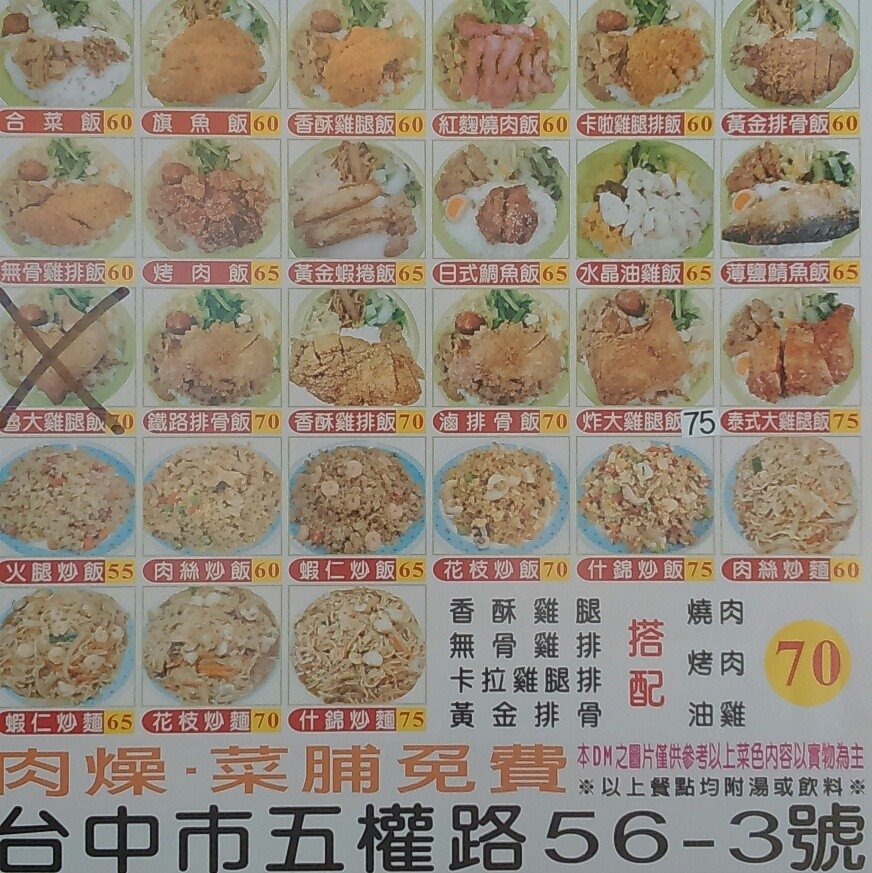 合菜飯60 旗魚飯60 香酥雞腿飯60 紅麴燒肉飯60 卡啦雞腿排飯60 黃金排骨飯60
無骨雞排飯60 烤肉飯65 黃金蝦捲飯65 日式鯛魚飯65 水晶油雞飯65 薄鹽鯖魚飯65
大雞腿飯70 鐵路排骨飯70 香酥雞排飯70 滷排骨飯70 炸大雞腿飯75 泰式大雞腿飯75
火腿炒飯55 肉絲炒飯60 蝦仁炒飯65 花枝炒飯70 什錦炒飯75 肉絲炒麵60
蝦仁炒麵65 花枝炒麵70 什錦炒麵75
香酥雞腿
無骨雞排
卡拉雞腿排
黃金排骨
搭配
燒肉
烤肉
油雞
70
肉燥·菜脯免費
本DM之圖片僅供參考以上菜色內容以實物為主
※以上餐點均附湯或飲料※
台中市五權路56-3號